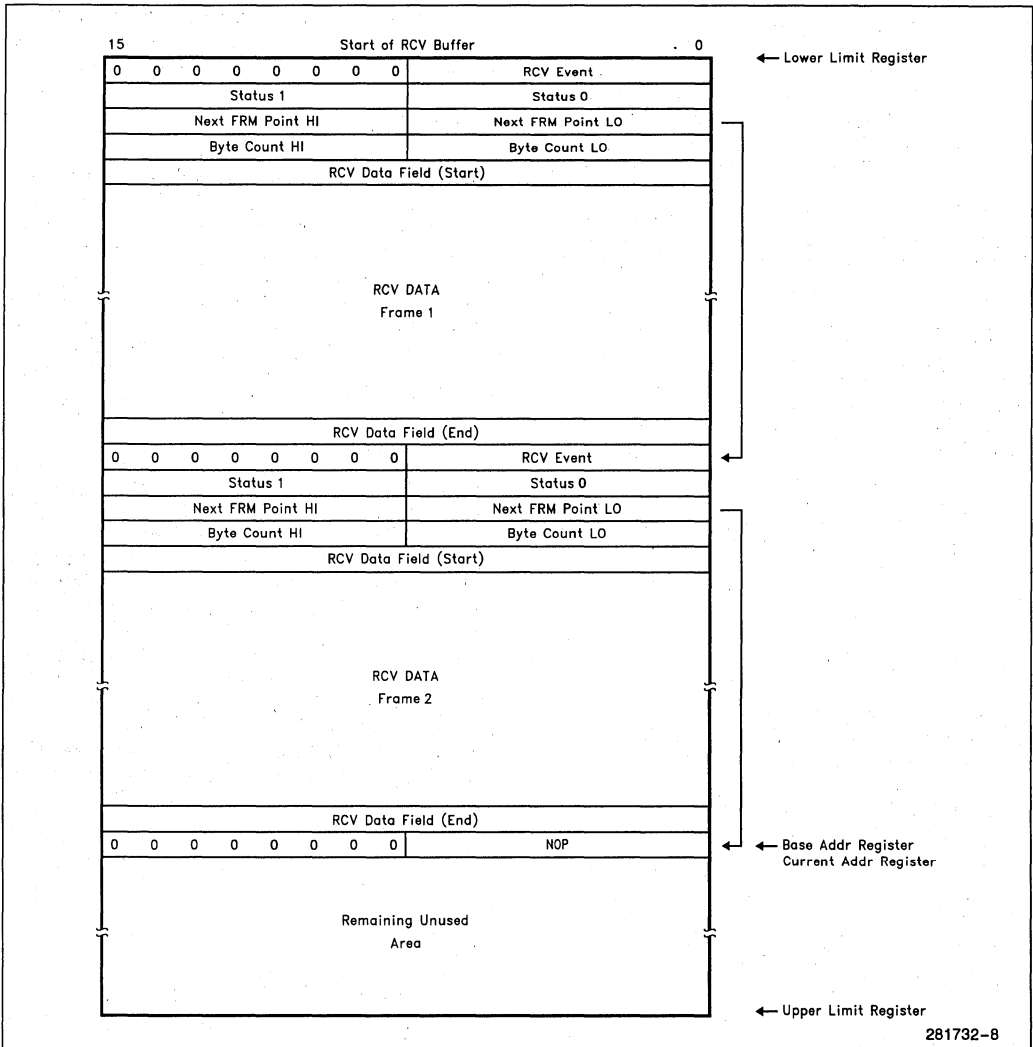 15 Start of RCV Buffer 0
← Lower Limit Register
0 0 0 0 0 0 0 0 RCV Event
Status 1 Status 0
Next FRM Point HI Next FRM Point LO
Byte Count HI Byte Count LO
RCV Data Field (Start)
RCV DATA
Frame 1
RCV Data Field (End)
0 0 0 0 0 0 0 0 RCV Event
Status 1 Status 0
Next FRM Point HI Next FRM Point LO
Byte Count HI Byte Count LO
RCV Data Field (Start)
RCV DATA
Frame 2
RCV Data Field (End)
0 0 0 0 0 0 0 0 NOP
← Base Addr Register
Current Addr Register
Remaining Unused
Area
← Upper Limit Register
281732-8